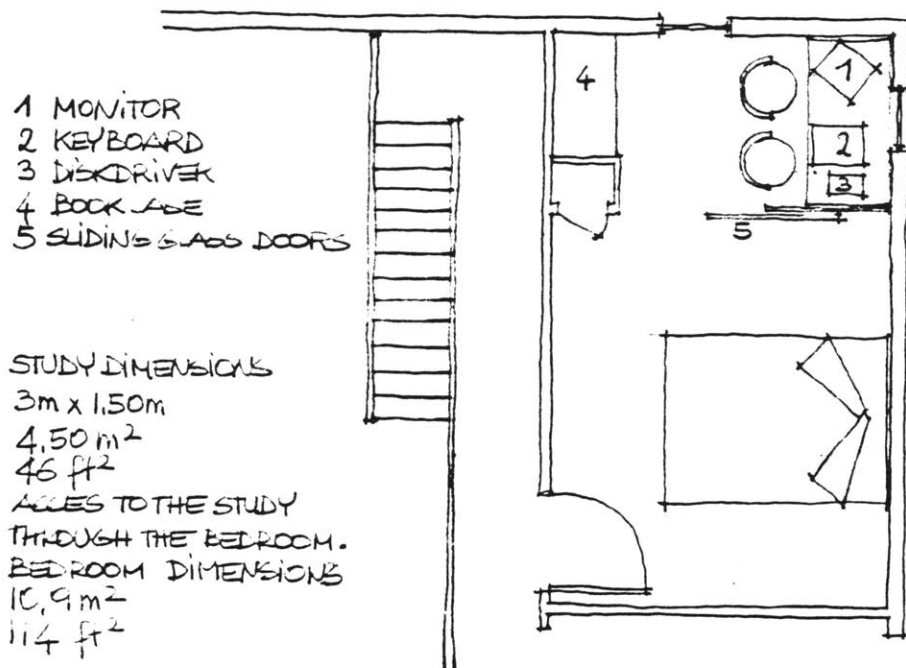 1 MONITOR
2 KEYBOARD
3 DISKDRIVER
4 BOOK
5 SLIDING GLASS DOORS
STUDY DIMENSIONS
3m x 1,50m
4,50 m²
46 ft²
ACCES TO THE STUDY
THROUGH THE BEDROOM.
BEDROOM DIMENSIONS
10,9 m²
114 ft²
4
1
2
3
5